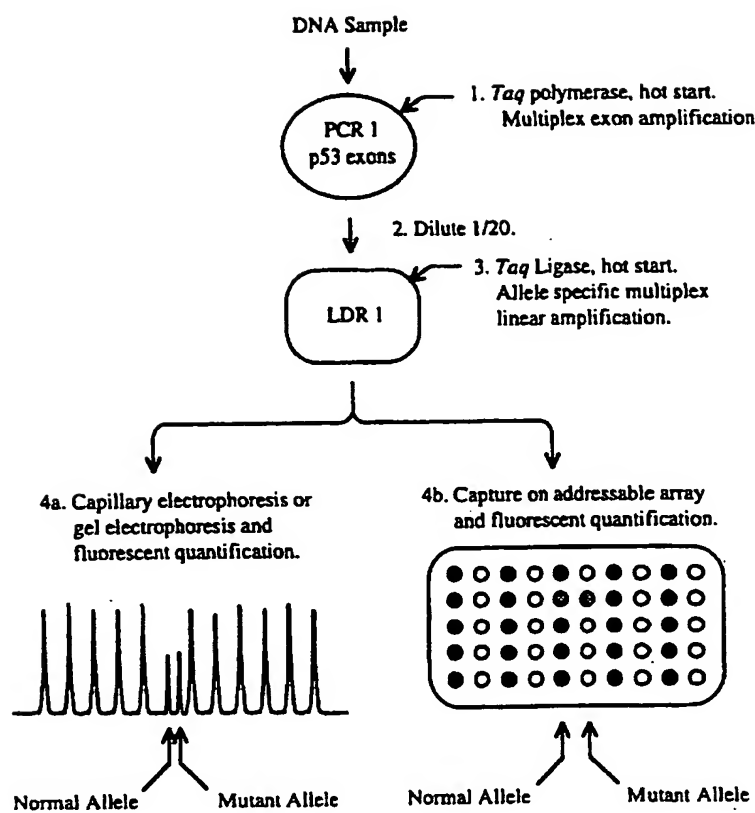 DNA Sample
1. Taq polymerase, hot start.
Multiplex exon amplification
PCR 1
p53 exons
2. Dilute 1/20.
3. Taq Ligase, hot start.
Allele specific multiplex
linear amplification.
LDR 1
4a. Capillary electrophoresis or
gel electrophoresis and
fluorescent quantification.
4b. Capture on addressable array
and fluorescent quantification.
Normal Allele
Mutant Allele
Normal Allele
Mutant Allele